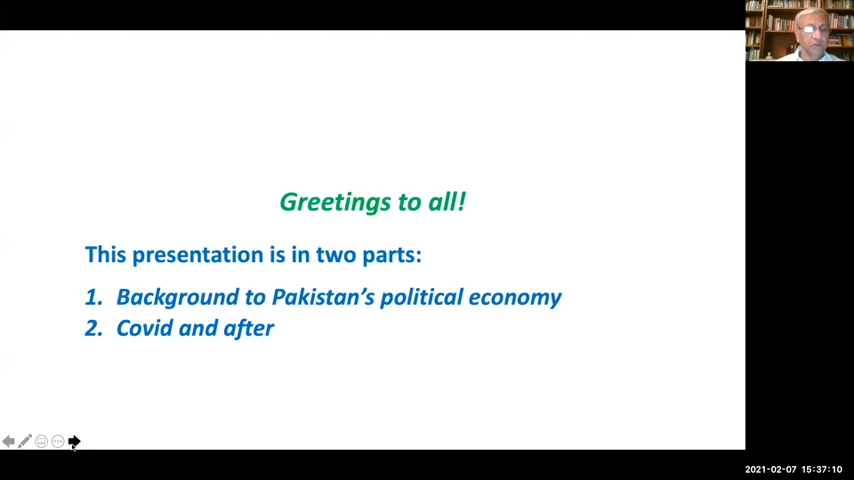 Greetings to all!
This presentation is in two parts:
1. Background to Pakistan's political economy
2. Covid and after
2021-02-07 15:37:10